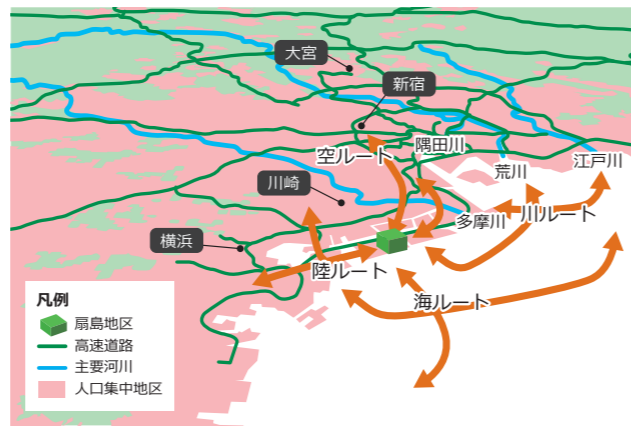 大宮
新宿
空ルート
隅田川
荒川
江戸川
川崎
多摩川
川ルート
横浜
陸ルート
海ルート
凡例
扇島地区
高速道路
主要河川
人口集中地区